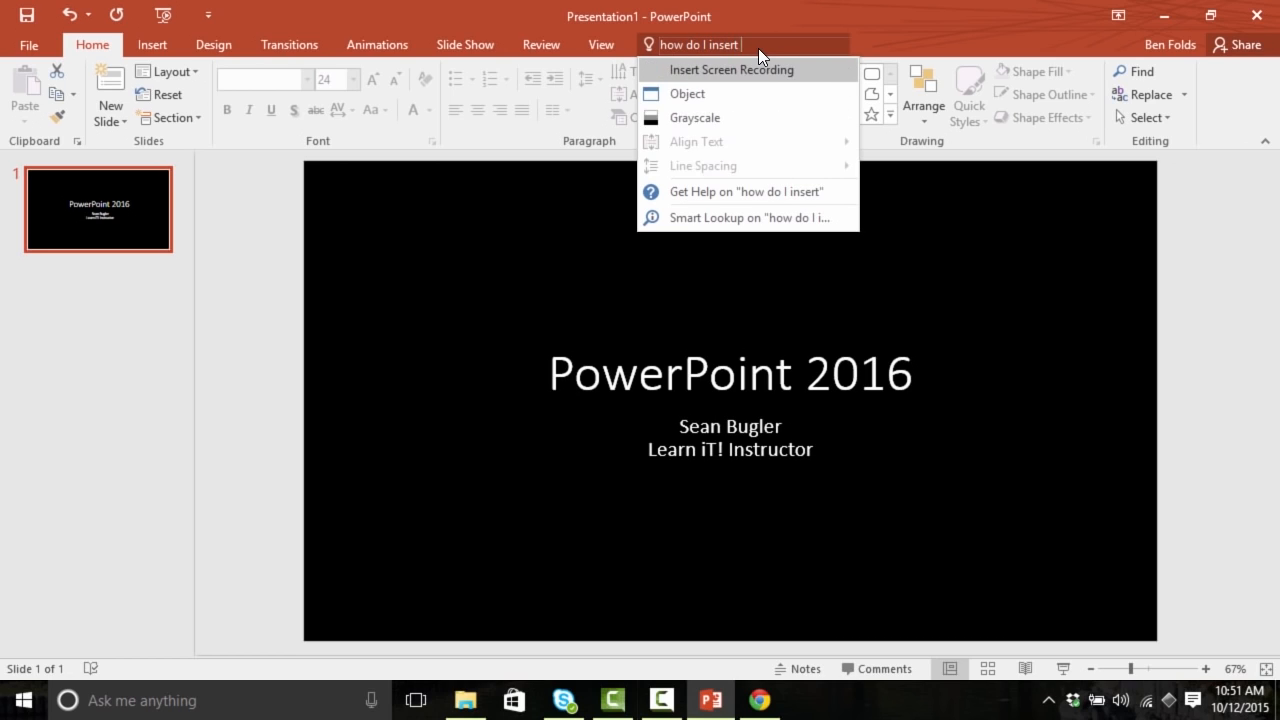 Presentation1 - PowerPoint
File Home Insert Design Transitions Animations Slide Show Review View how do I insert Ben Folds Share
Insert Screen Recording
Object
Grayscale
Align Text
Line Spacing
Get Help on "how do I insert"
Smart Lookup on "how do I i...
Paste
Clipboard
New
Slide
Layout
Reset
Section
Slides
24
B I U S abc AV Aa A
Font
Paragraph
Arrange
Quick
Styles
Shape Fill
Shape Outline
Shape Effects
Drawing
Find
Replace
Select
Editing
1
PowerPoint 2016
Sean Bugler
Learn iT! Instructor
PowerPoint 2016
Sean Bugler
Learn iT! Instructor
Slide 1 of 1
Notes Comments 67%
Ask me anything
10:51 AM
10/12/2015